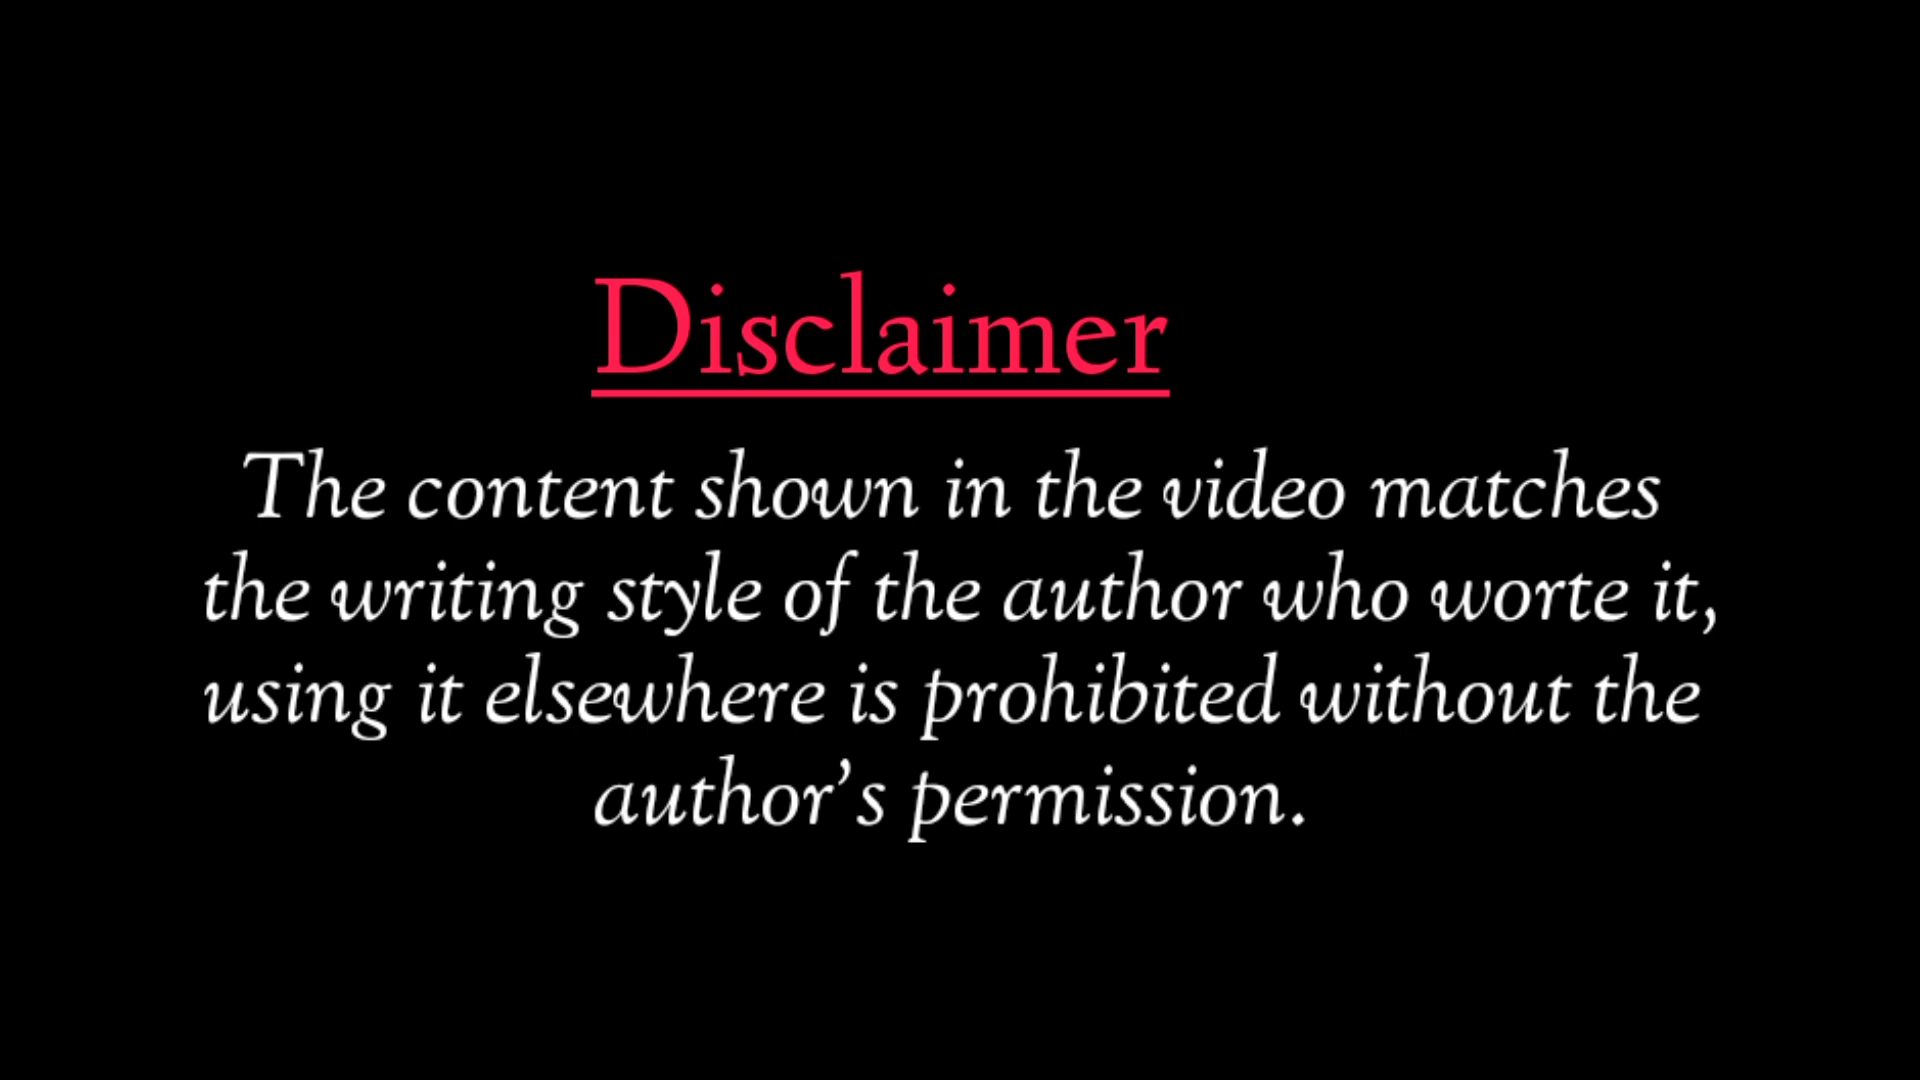 Disclaimer
The content shown in the video matches
the writing style of the author who worte it,
using it elsewhere is prohibited without the
author’s permission.